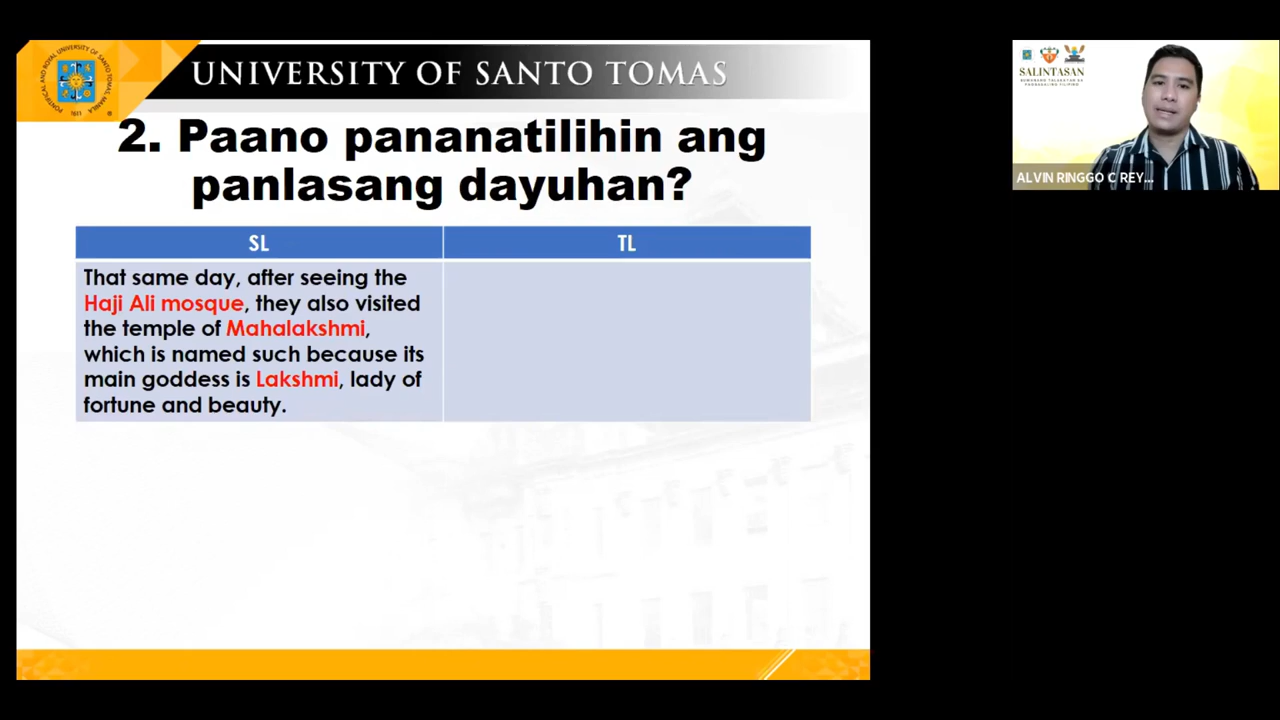 UNIVERSITY OF SANTO TOMAS
2. Paano pananatilihin ang
panlasang dayuhan?
SL
TL
That same day, after seeing the
Haji Ali mosque, they also visited
the temple of Mahalakshmi,
which is named such because its
main goddess is Lakshmi, lady of
fortune and beauty.
SALINTASAN
ALVIN RINGGO C REY...